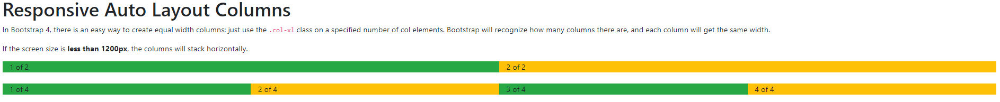 Responsive Auto Layout Columns
In Bootstrap 4, there is an easy way to create equal width columns: just use the .col-xl class on a specified number of col elements. Bootstrap will recognize how many columns there are, and each column will get the same width.
If the screen size is less than 1200px, the columns will stack horizontally.
1 of 2 2 of 2
1 of 4 2 of 4 3 of 4 4 of 4